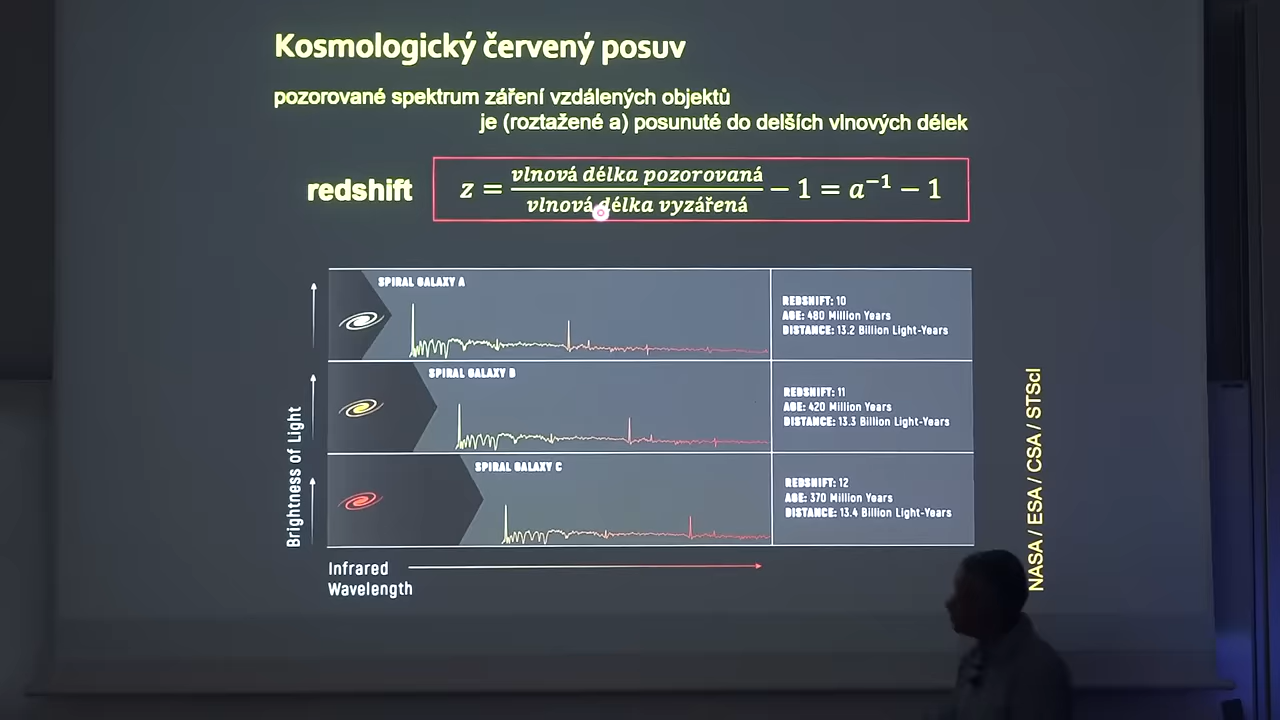 Kosmologický červený posuv
pozorované spektrum záření vzdálených objektů
je (roztažené a) posunuté do delších vlnových délek
redshift
z = vlnová délka pozorovaná / vlnová délka vyzářená − 1 = a⁻¹ − 1
SPIRAL GALAXY A
REDSHIFT: 10
AGE: 480 Million Years
DISTANCE: 13.2 Billion Light-Years
SPIRAL GALAXY B
REDSHIFT: 11
AGE: 420 Million Years
DISTANCE: 13.3 Billion Light-Years
SPIRAL GALAXY C
REDSHIFT: 12
AGE: 370 Million Years
DISTANCE: 13.4 Billion Light-Years
Brightness of Light
Infrared
Wavelength
NASA / ESA / CSA / STScI